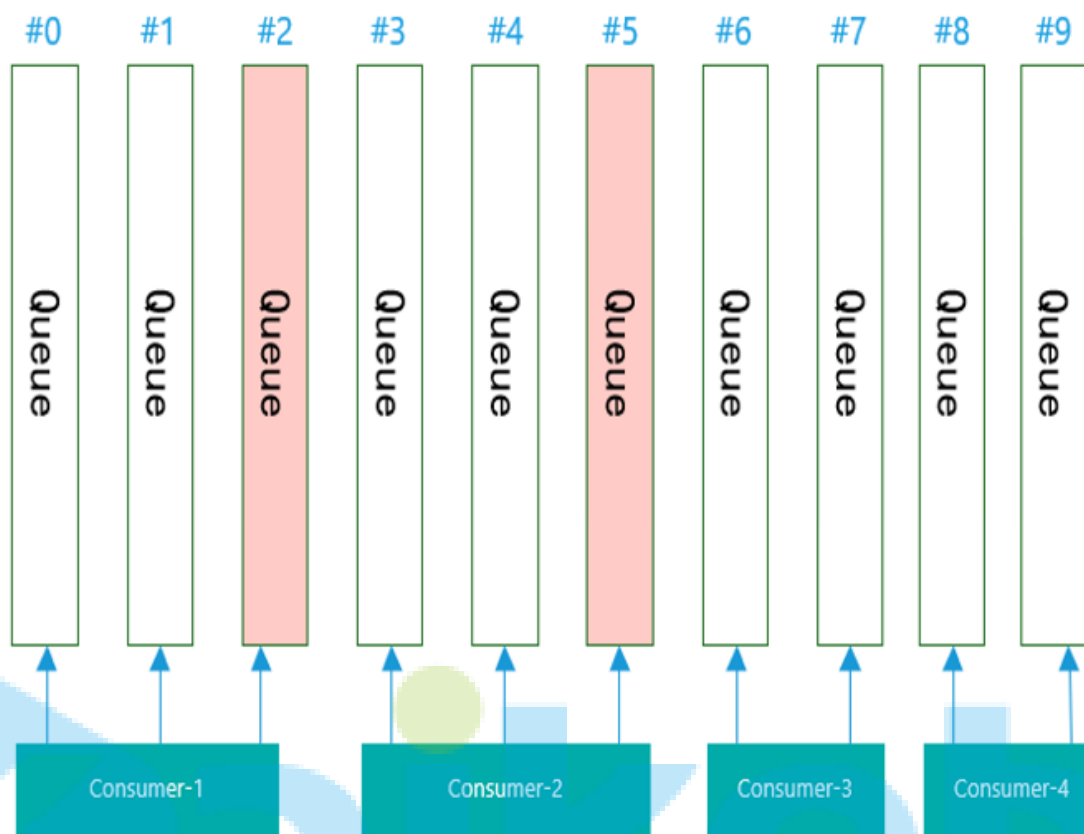 #0 #1 #2 #3 #4 #5 #6 #7 #8 #9
Queue Queue Queue Queue Queue Queue Queue Queue Queue Queue
Consumer-1 Consumer-2 Consumer-3 Consumer-4